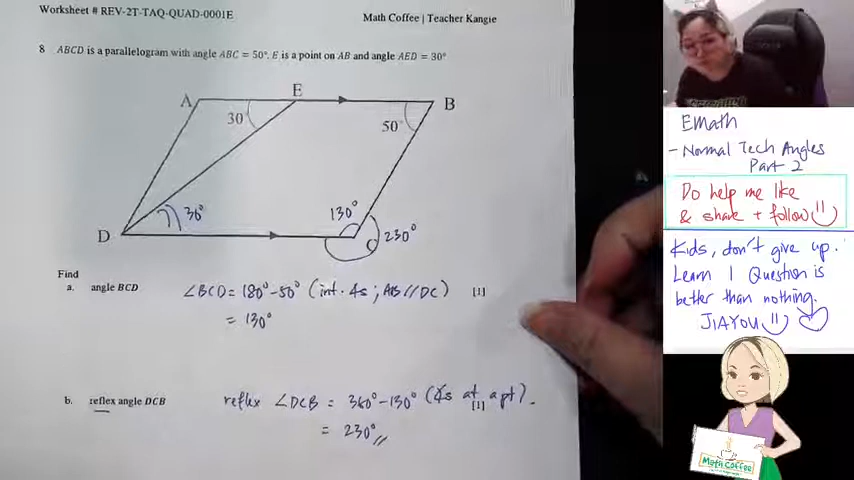 Worksheet # REV-2T-TAQ-QUAD-0001E
Math Coffee | Teacher Kangie
8 ABCD is a parallelogram with angle ABC = 50°. E is a point on AB and angle AED = 30°
A
E
B
30
50°
30°
130°
D
C
230°
Find
a. angle BCD
∠BCD = 180° - 50° (int. ∠s ; AB // DC) [1]
= 130°
b. reflex angle DCB
reflex ∠DCB = 360° - 130° (∠s at a pt).
[1]
= 230° //
EMath
- Normal Tech Angles
Part 2
Do help me like
& share + follow
Kids, don't give up.
Learn 1 Question is
better than nothing.
JIAYOU
Math Coffee